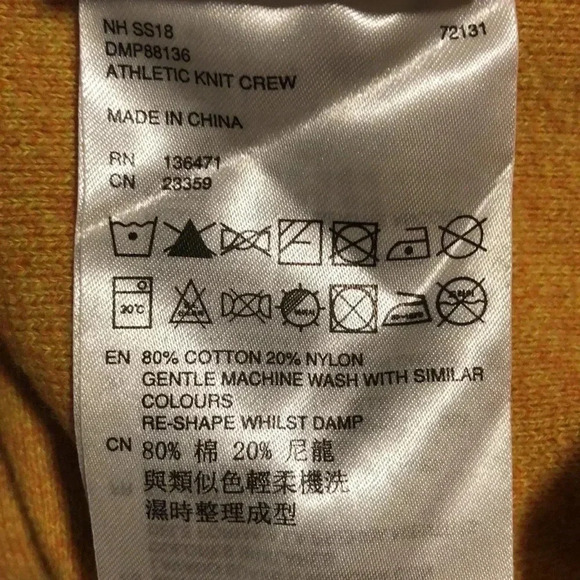 NH SS18 72131
DMP88136
ATHLETIC KNIT CREW
MADE IN CHINA
RN 136471
CN 23359
30°C
EN 80% COTTON 20% NYLON
GENTLE MACHINE WASH WITH SIMILAR
COLOURS
RE-SHAPE WHILST DAMP
CN 80% 棉 20% 尼龍
與類似色輕柔機洗
濕時整理成型